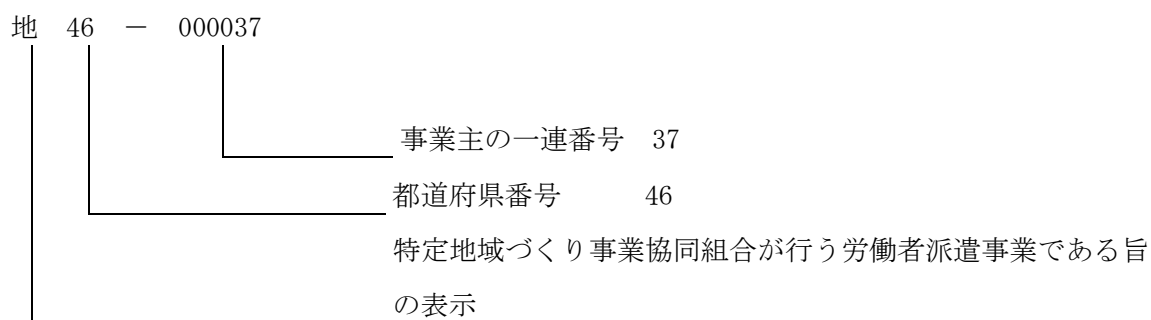 地 46 － 000037
事業主の一連番号 37
都道府県番号 46
特定地域づくり事業協同組合が行う労働者派遣事業である旨
の表示